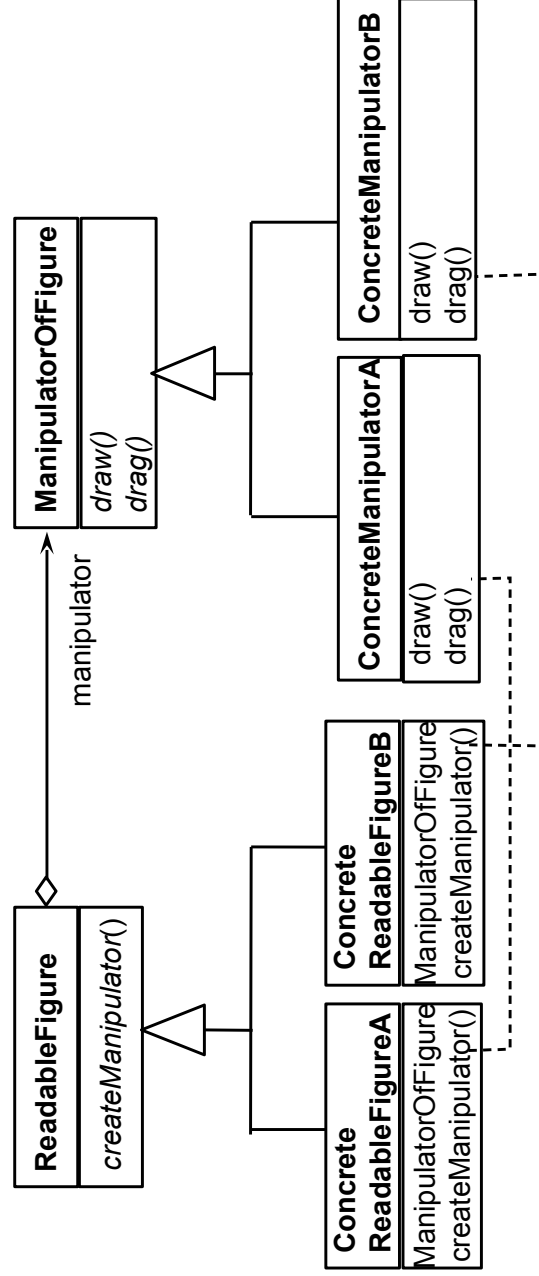 ReadableFigure
createManipulator()
manipulator
ManipulatorOfFigure
draw()
drag()
Concrete
ReadableFigureA
ManipulatorOfFigure
createManipulator()
Concrete
ReadableFigureB
ManipulatorOfFigure
createManipulator()
ConcreteManipulatorA
draw()
drag()
ConcreteManipulatorB
draw()
drag()